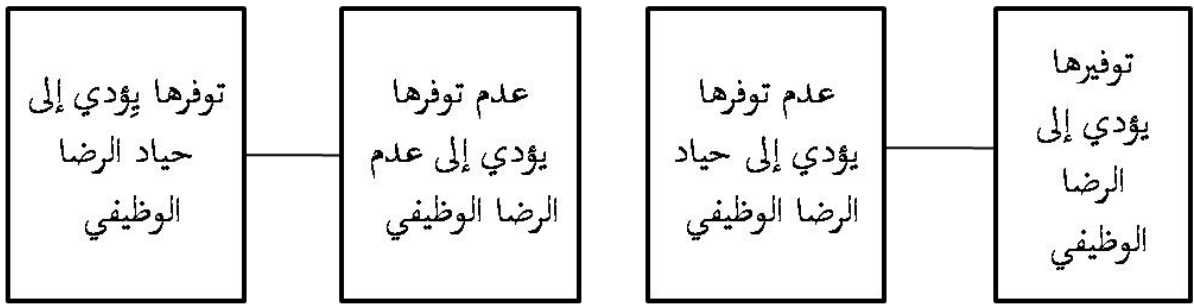 توفيرها
يؤدي إلى
الرضا
الوظيفي
عدم توفرها
يؤدي إلى حياد
الرضا الوظيفي
عدم توفرها
يؤدي إلى عدم
الرضا الوظيفي
توفرها يؤدي إلى
حياد الرضا
الوظيفي